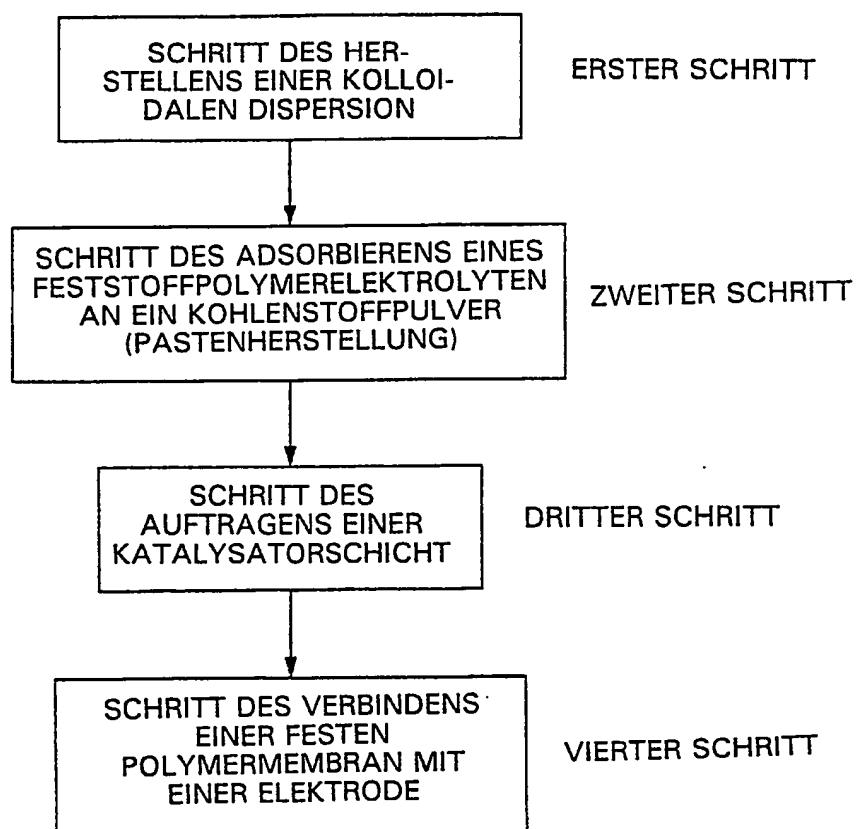 SCHRITT DES HER-
STELLENS EINER KOLLOI-
DALEN DISPERSION
ERSTER SCHRITT
SCHRITT DES ADSORBIERENS EINES
FESTSTOFFPOLYMERELEKTROLYTEN
AN EIN KOHLENSTOFFPULVER
(PASTENHERSTELLUNG)
ZWEITER SCHRITT
SCHRITT DES
AUFTRAGENS EINER
KATALYSATORSCHICHT
DRITTER SCHRITT
SCHRITT DES VERBINDENS
EINER FESTEN
POLYMERMEMBRAN MIT
EINER ELEKTRODE
VIERTER SCHRITT